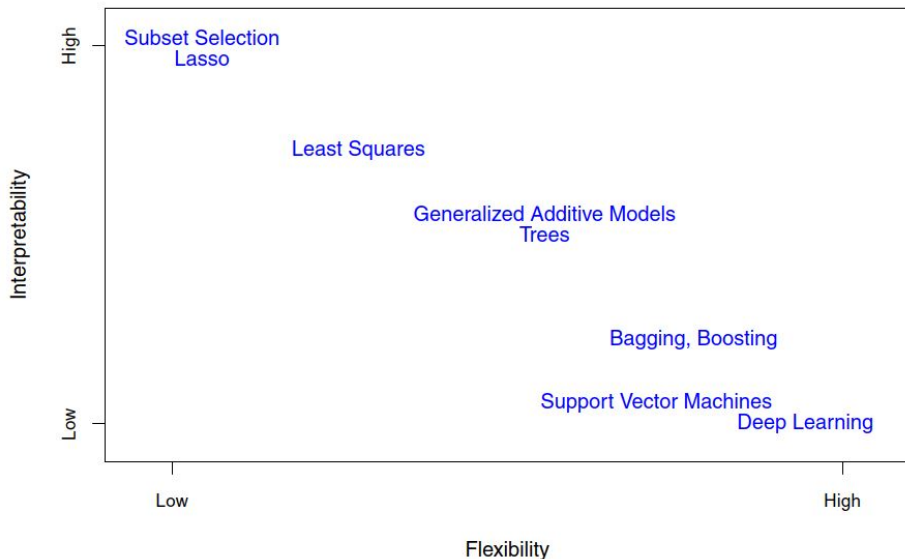 High
Subset Selection
Lasso
Least Squares
Interpretability
Generalized Additive Models
Trees
Bagging, Boosting
Support Vector Machines
Low
Deep Learning
Low
High
Flexibility